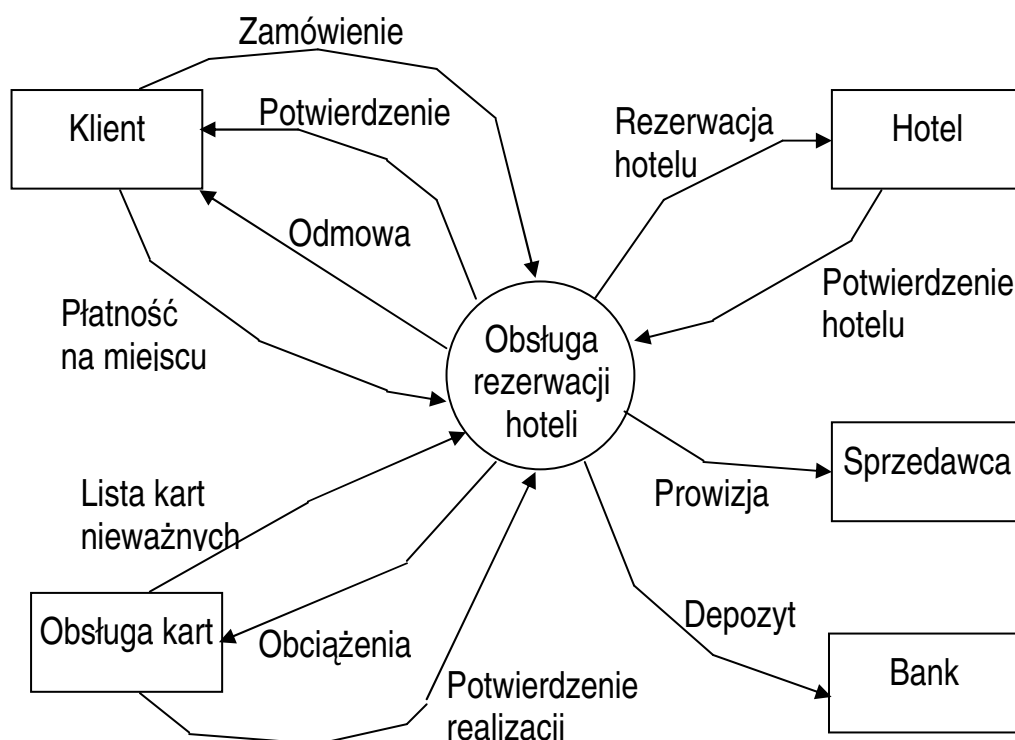 Zamówienie
Klient
Potwierdzenie
Odmowa
Płatność
na miejscu
Rezerwacja
hotelu
Hotel
Potwierdzenie
hotelu
Obsługa
rezerwacji
hoteli
Sprzedawca
Prowizja
Lista kart
nieważnych
Obsługa kart
Obciążenia
Potwierdzenie
realizacji
Depozyt
Bank